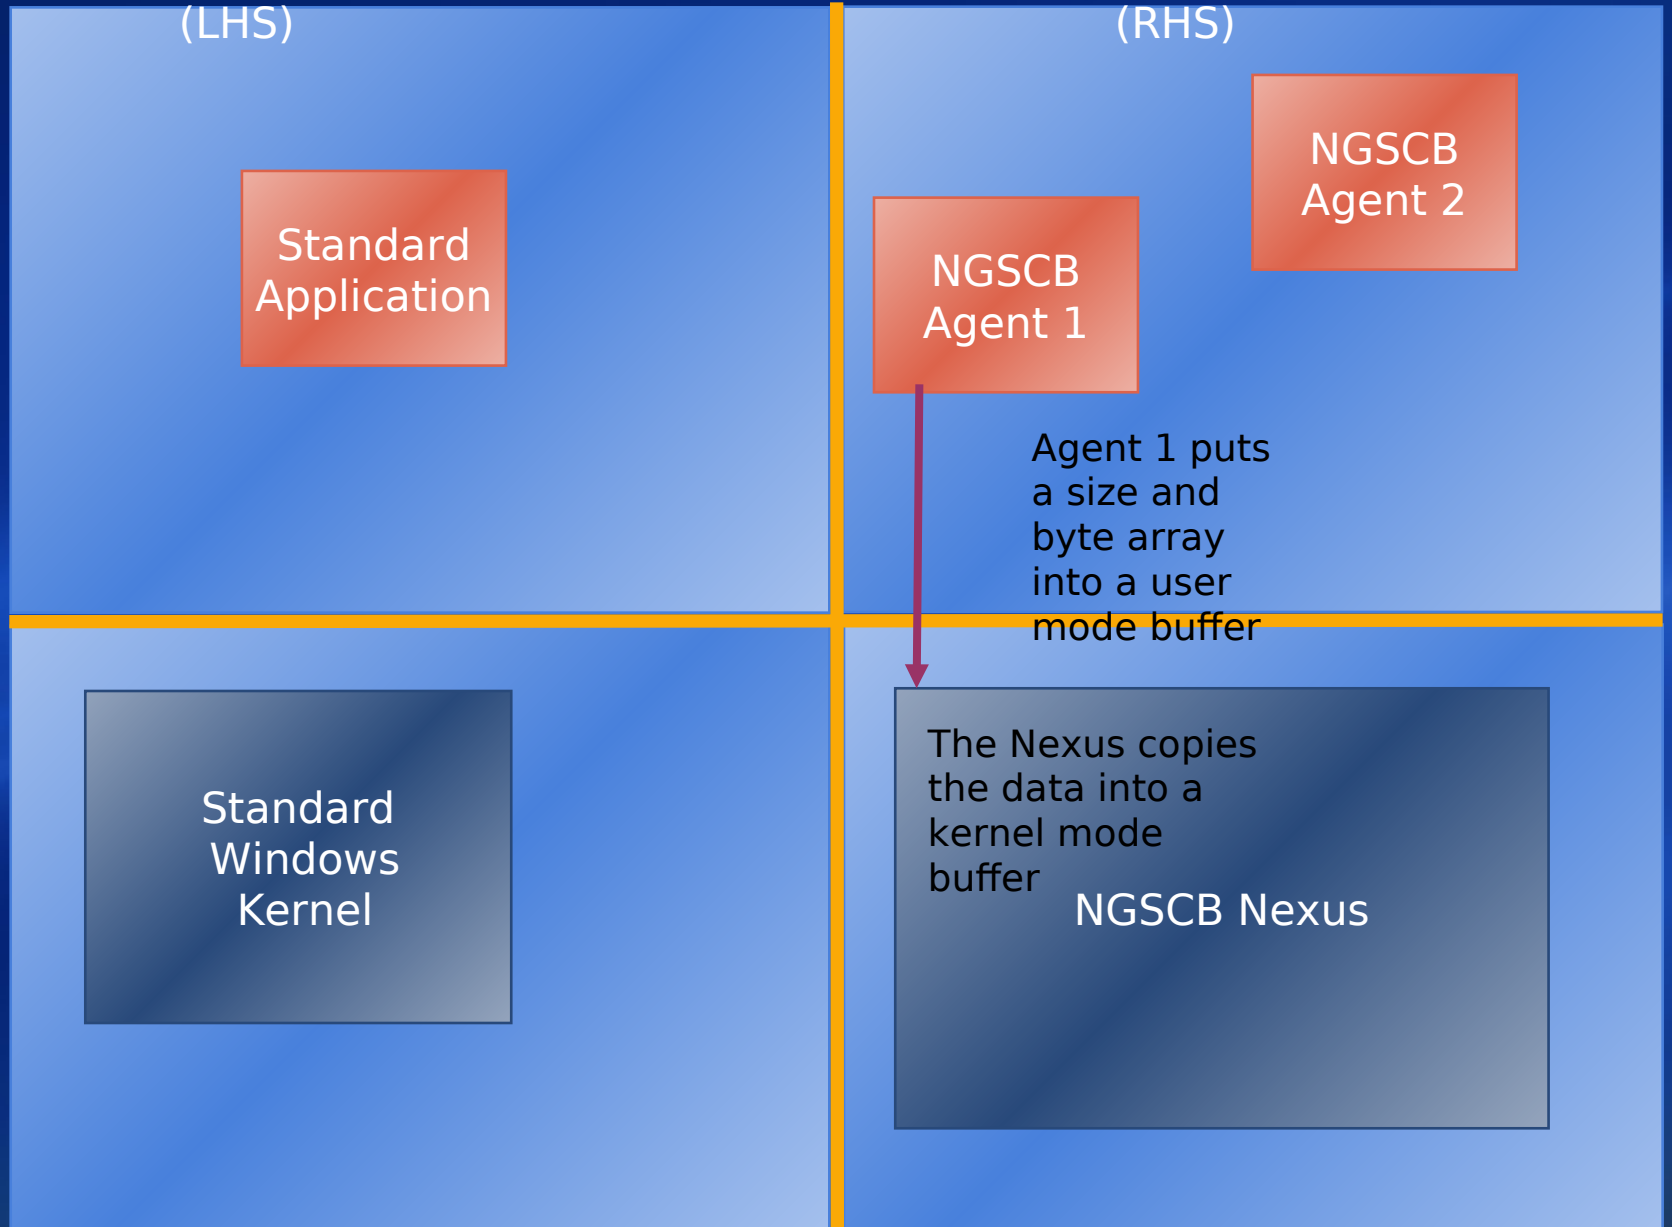 (LHS)
(RHS)
NGSCB
Agent 2
Standard
Application
NGSCB
Agent 1
Agent 1 puts
a size and
byte array
into a user
mode buffer
The Nexus copies
the data into a
kernel mode
buffer
NGSCB Nexus
Standard
Windows
Kernel